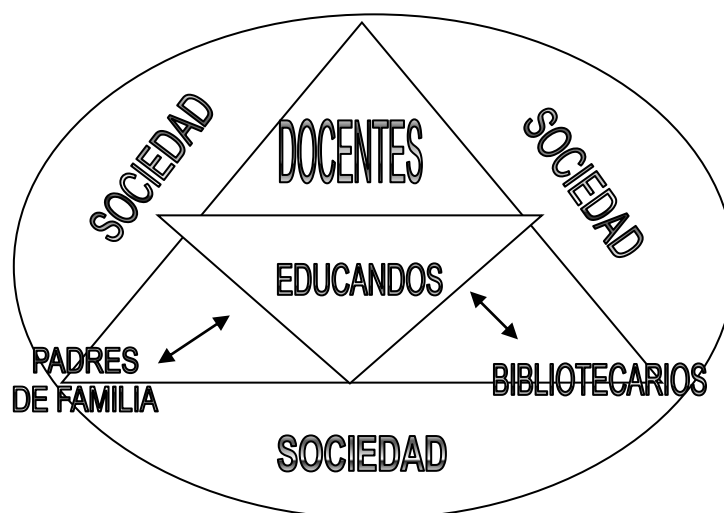 SOCIEDAD
DOCENTES
SOCIEDAD
EDUCANDOS
PADRES
DE FAMILIA
BIBLIOTECARIOS
SOCIEDAD